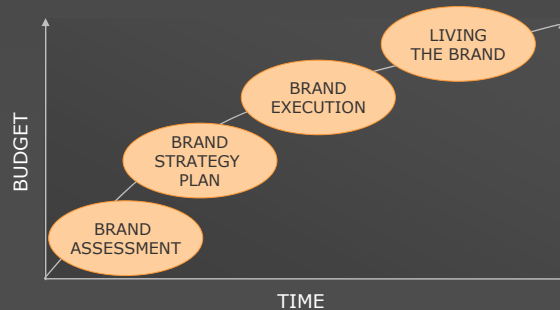 LIVING
THE BRAND
BRAND
EXECUTION
BRAND
STRATEGY
PLAN
BRAND
ASSESSMENT
BUDGET
TIME